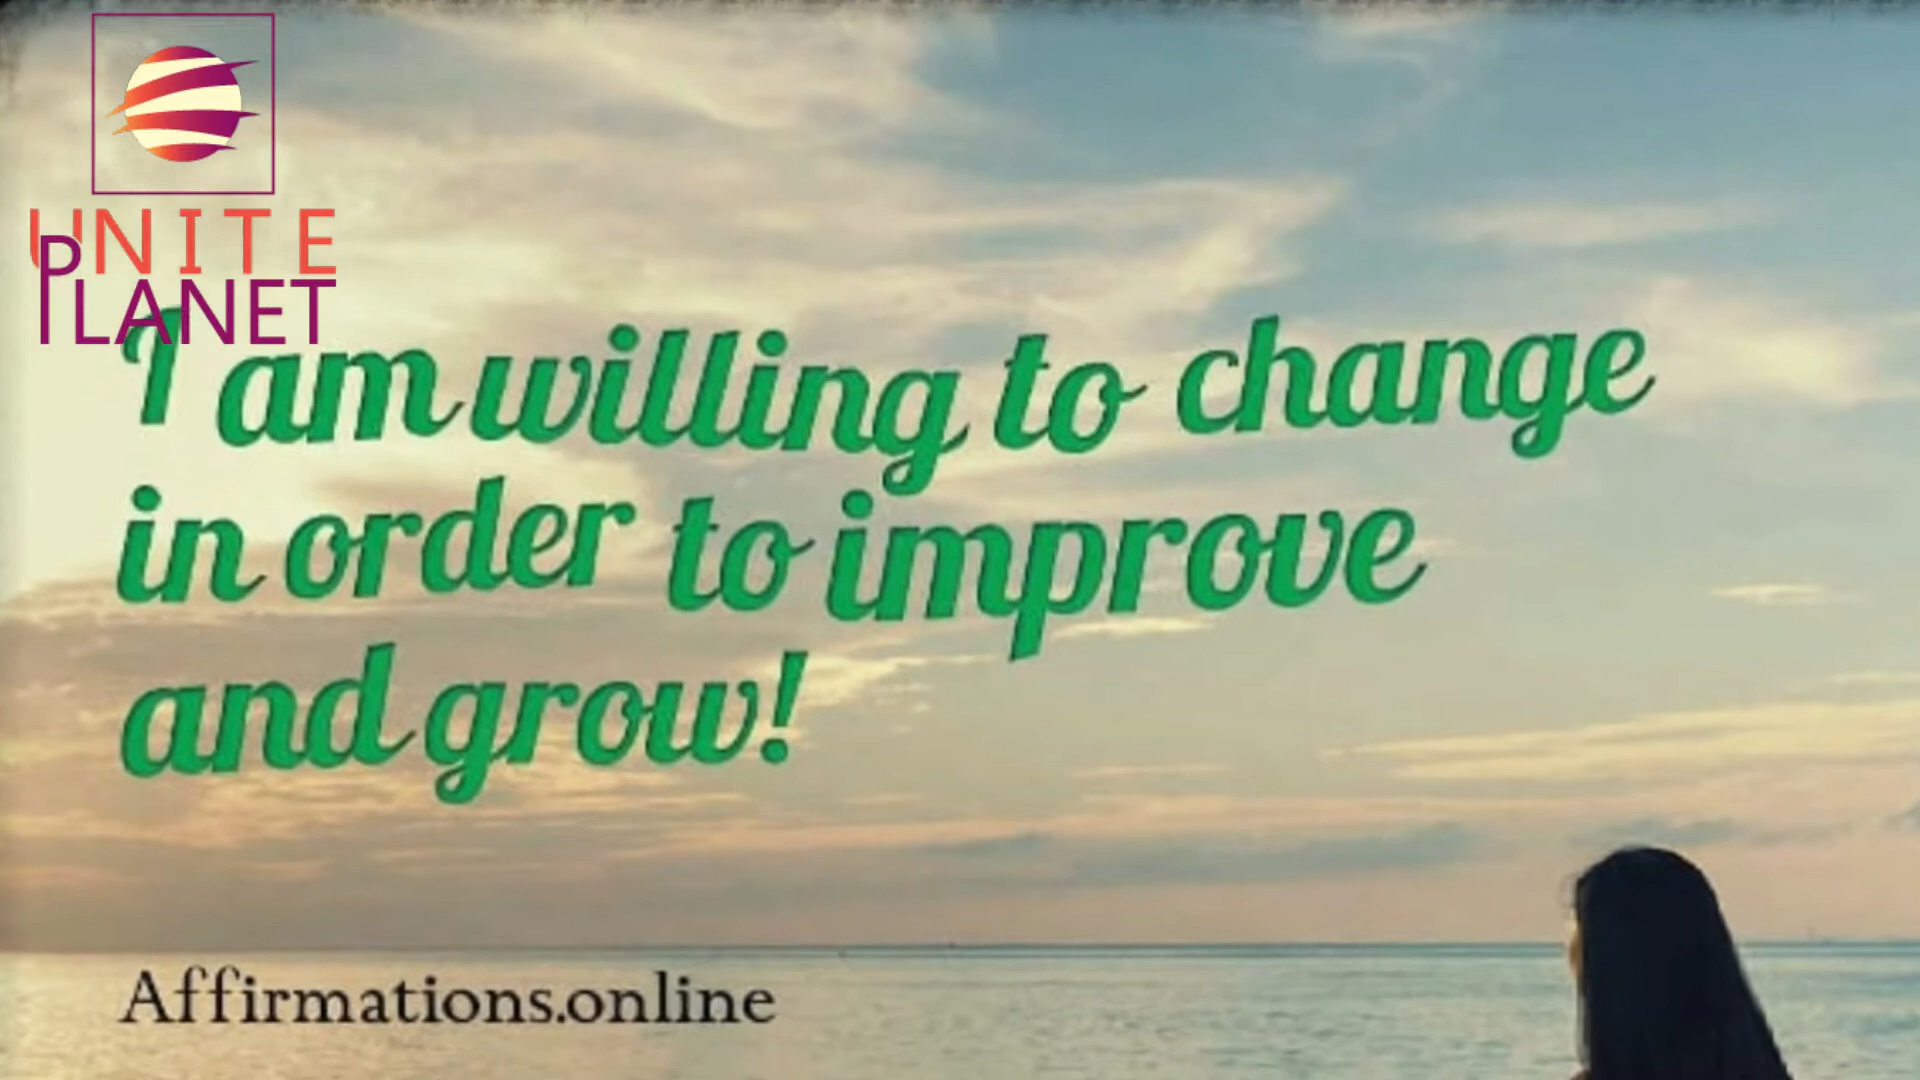 UNITE
PLANET
I am willing to change
in order to improve
and grow!
Affirmations.online